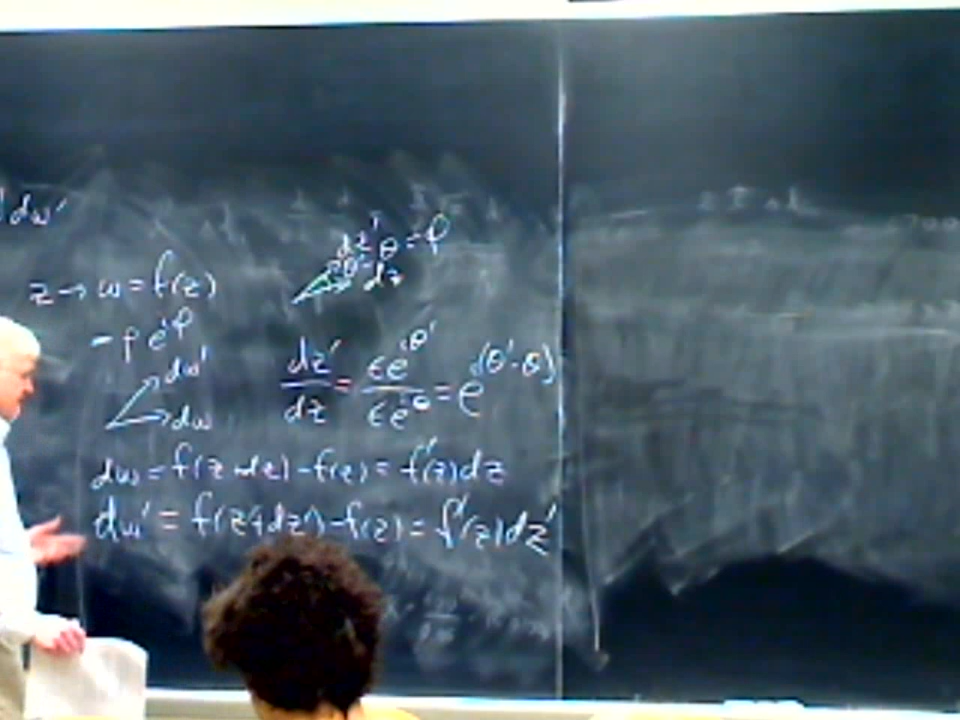 dw'
z → w = f(z)
dz'
θ = φ
dz
= ρ e^iφ
dw'
dw
dz'/dz = εe^iθ'/εe^iθ = e^(θ'-θ)
dw = f(z+dz) - f(z) = f'(z)dz
dw' = f(z+dz') - f(z) = f'(z)dz'